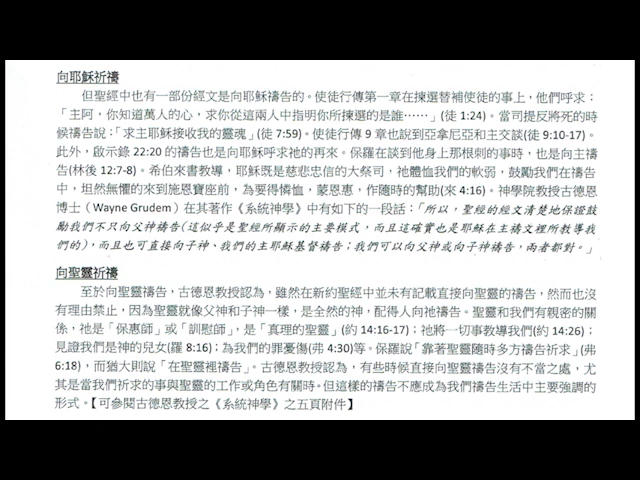 向耶穌祈禱
但聖經中也有一部份經文是向耶穌禱告的。使徒行傳第一章在揀選替補使徒的事上，他們呼求：
「主阿，你知道萬人的心，求你從這兩人中指明你所揀選的是誰……」(徒 1:24)。當司提反將死的時
候禱告說：「求主耶穌接收我的靈魂」(徒 7:59)。使徒行傳 9 章也說到亞拿尼亞和主交談(徒 9:10-17)。
此外，啟示錄 22:20 的禱告也是向耶穌呼求祂的再來。保羅在談到他身上那根刺的事時，也是向主禱
告(林後 12:7-8)。希伯來書教導，耶穌既是慈悲忠信的大祭司，祂體恤我們的軟弱，鼓勵我們在禱告
中，坦然無懼的來到施恩寶座前，為要得憐恤，蒙恩惠，作隨時的幫助(來 4:16)。神學院教授古德恩
博士（Wayne Grudem）在其著作《系統神學》中有如下的一段話：「所以，聖經的經文清楚地保證鼓
勵我們不只向父神禱告(這似乎是聖經所顯示的主要模式，而且這確實也是耶穌在主禱文裡所教導我
們的)，而且也可直接向子神、我們的主耶穌基督禱告；我們可以向父神或向子神禱告，兩者都對。」
向聖靈祈禱
至於向聖靈禱告，古德恩教授認為，雖然在新約聖經中並未有記載直接向聖靈的禱告，然而也沒
有理由禁止，因為聖靈就像父神和子神一樣，是全然的神，配得人向祂禱告。聖靈和我們有親密的關
係，祂是「保惠師」或「訓慰師」，是「真理的聖靈」(約 14:16-17)；祂將一切事教導我們(約 14:26)；
見證我們是神的兒女(羅 8:16)；為我們的罪憂傷(弗 4:30)等。保羅說「靠著聖靈隨時多方禱告祈求」(弗
6:18)，而猶大則說「在聖靈裡禱告」。古德恩教授認為，有些時候直接向聖靈禱告沒有不當之處，尤
其是當我們祈求的事與聖靈的工作或角色有關時。但這樣的禱告不應成為我們禱告生活中主要強調的
形式。【可參閱古德恩教授之《系統神學》之五頁附件】